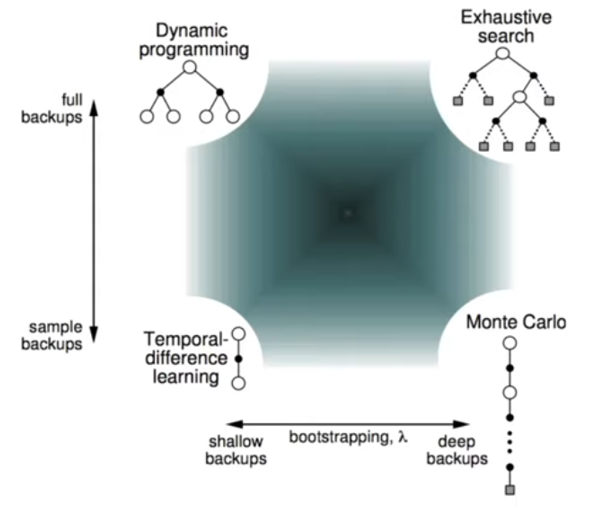 Dynamic
programming
Exhaustive
search
full
backups
sample
backups
Temporal-
difference
learning
Monte Carlo
shallow
backups
bootstrapping, λ
deep
backups